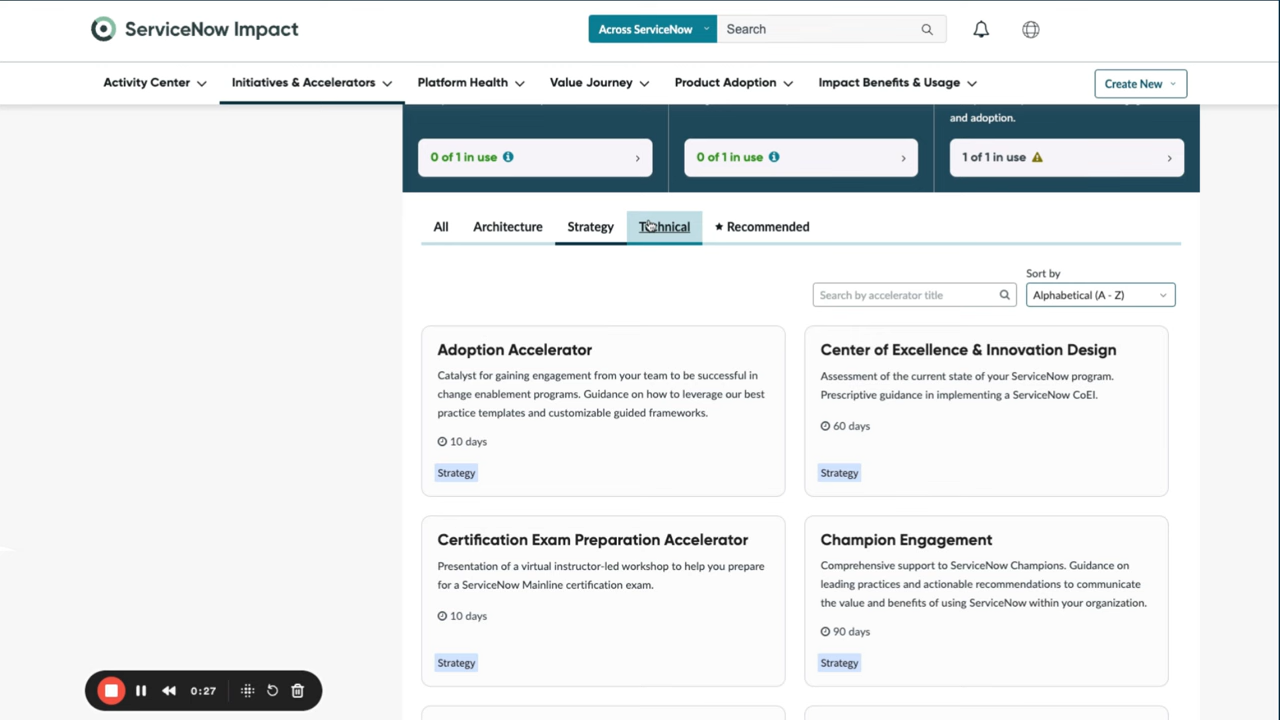 ServiceNow Impact
Across ServiceNow
Search
Activity Center
Initiatives & Accelerators
Platform Health
Value Journey
Product Adoption
Impact Benefits & Usage
Create New
and adoption.
0 of 1 in use
0 of 1 in use
1 of 1 in use
All
Architecture
Strategy
Technical
Recommended
Sort by
Search by accelerator title
Alphabetical (A - Z)
Adoption Accelerator
Catalyst for gaining engagement from your team to be successful in
change enablement programs. Guidance on how to leverage our best
practice templates and customizable guided frameworks.
10 days
Strategy
Center of Excellence & Innovation Design
Assessment of the current state of your ServiceNow program.
Prescriptive guidance in implementing a ServiceNow CoEI.
60 days
Strategy
Certification Exam Preparation Accelerator
Presentation of a virtual instructor-led workshop to help you prepare
for a ServiceNow Mainline certification exam.
10 days
Strategy
Champion Engagement
Comprehensive support to ServiceNow Champions. Guidance on
leading practices and actionable recommendations to communicate
the value and benefits of using ServiceNow within your organization.
90 days
Strategy
0:27